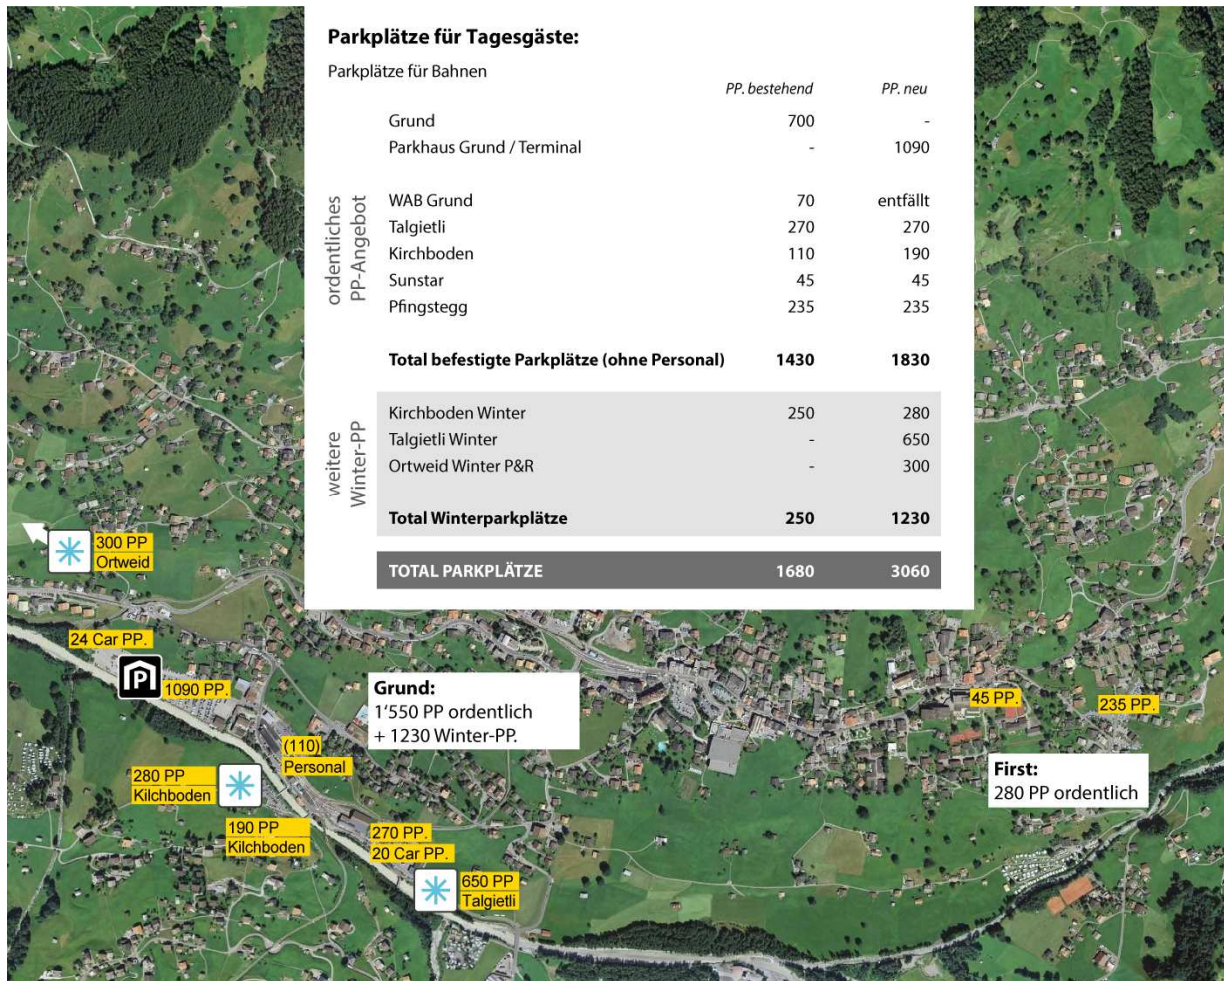 Parkplätze für Tagesgäste:
Parkplätze für Bahnen
PP. bestehend PP. neu
Grund 700 -
Parkhaus Grund / Terminal - 1090
ordentliches
PP-Angebot
WAB Grund 70 entfällt
Talgietli 270 270
Kirchboden 110 190
Sunstar 45 45
Pfingstegg 235 235
Total befestigte Parkplätze (ohne Personal) 1430 1830
weitere
Winter-PP
Kirchboden Winter 250 280
Talgietli Winter - 650
Ortweid Winter P&R - 300
Total Winterparkplätze 250 1230
TOTAL PARKPLÄTZE 1680 3060
300 PP
Ortweid
24 Car PP.
P
1090 PP.
Grund:
1'550 PP ordentlich
+ 1230 Winter-PP.
45 PP.
235 PP.
(110)
Personal
First:
280 PP ordentlich
280 PP
Kilchboden
190 PP
Kilchboden
270 PP.
20 Car PP.
650 PP
Talgietli